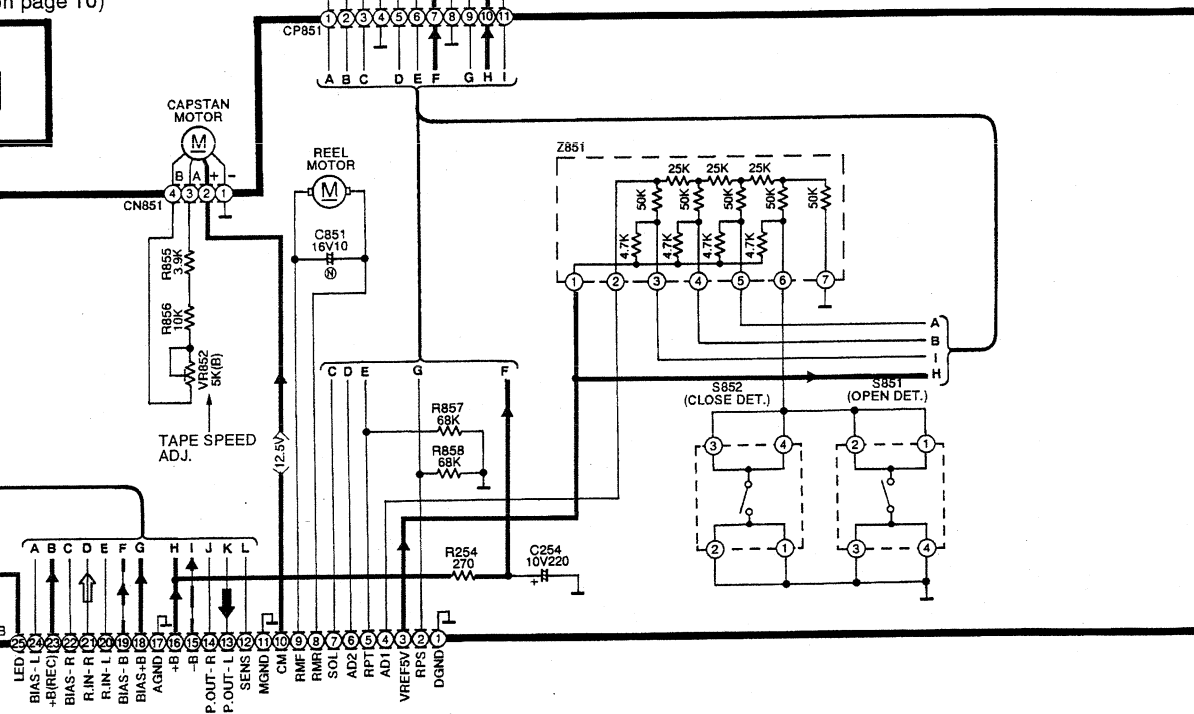 n page 10)
CP851
1 2 3 4 5 6 7 8 9 10 11
A B C D E F G H I
CAPSTAN
MOTOR
M
B A + −
4 3 2 1
CN851
REEL
MOTOR
M
C851
16V10
N
R855
3.9K
R856
10K
VR852
5K(B)
TAPE SPEED
ADJ.
(12.5V)
Z851
25K 25K 25K
50K 50K 50K 50K 50K
4.7K 4.7K 4.7K 4.7K
1 2 3 4 5 6 7
A
B
I
H
C D E G F
R857
68K
R858
68K
S852
(CLOSE DET.)
S851
(OPEN DET.)
3 4 2 1
2 1 3 4
R254
270
C254
10V220
+
A B C D E F G H I J K L
B
25 24 23 22 21 20 19 18 17 16 15 14 13 12 11 10 9 8 7 6 5 4 3 2 1
LED
BIAS-L
+B(REC)
BIAS-R
R.IN-R
R.IN-L
BIAS-B
BIAS+B
AGND
+B
−B
P.OUT-R
P.OUT-L
SENS
MGND
CM
RMF
RMR
SOL
AD2
RPT
AD1
VREF5V
RPS
DGND